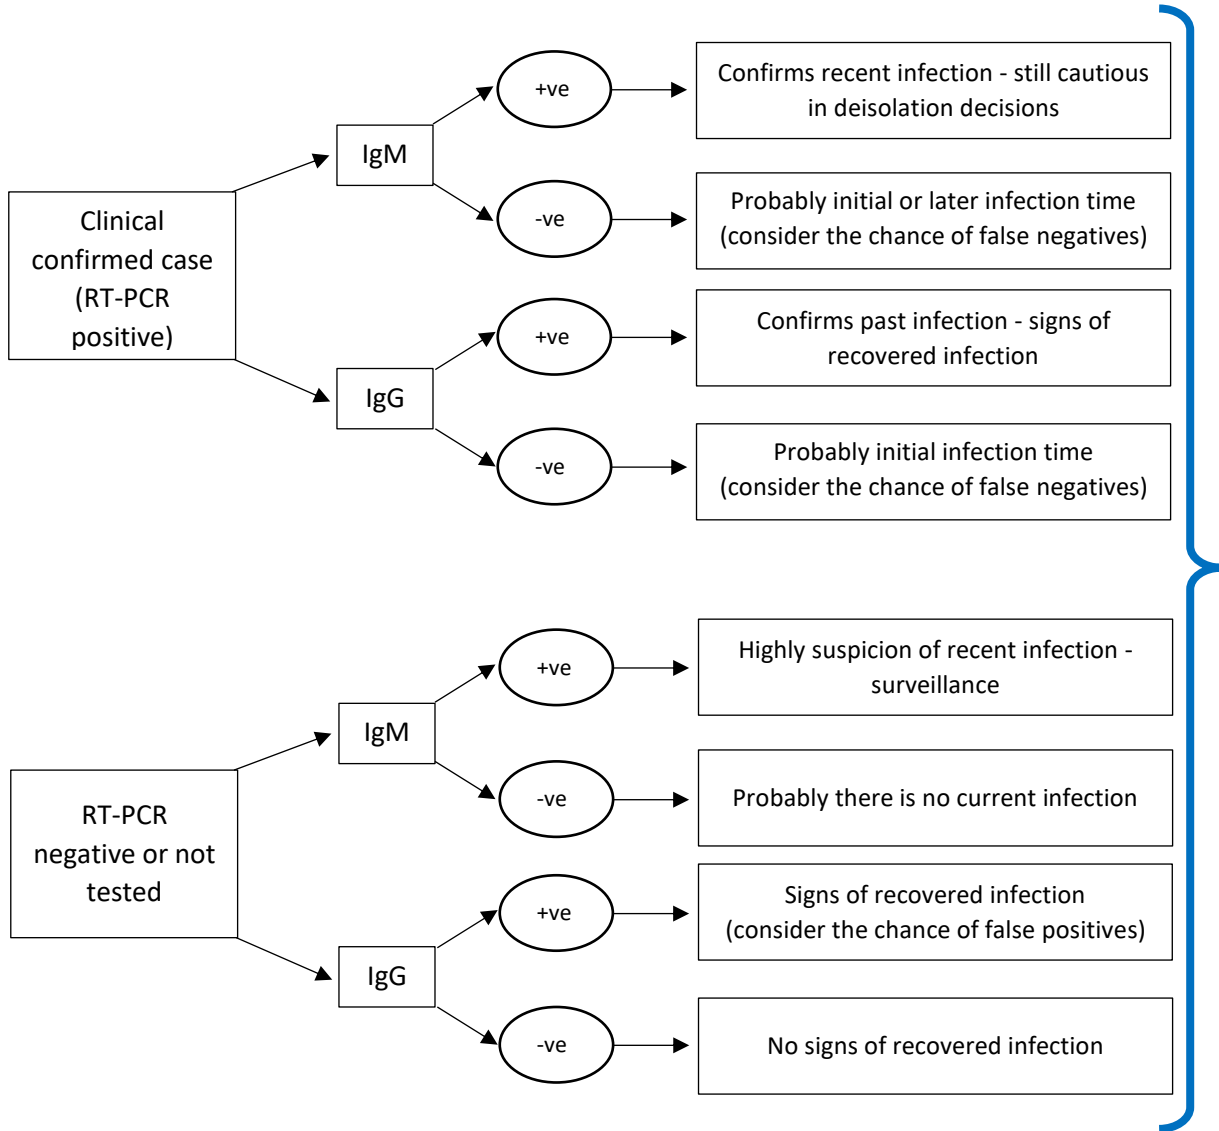 Clinical
confirmed case
(RT-PCR
positive)
IgM
+ve
Confirms recent infection - still cautious
in deisolation decisions
-ve
Probably initial or later infection time
(consider the chance of false negatives)
IgG
+ve
Confirms past infection - signs of
recovered infection
-ve
Probably initial infection time
(consider the chance of false negatives)
RT-PCR
negative or not
tested
IgM
+ve
Highly suspicion of recent infection -
surveillance
-ve
Probably there is no current infection
IgG
+ve
Signs of recovered infection
(consider the chance of false positives)
-ve
No signs of recovered infection